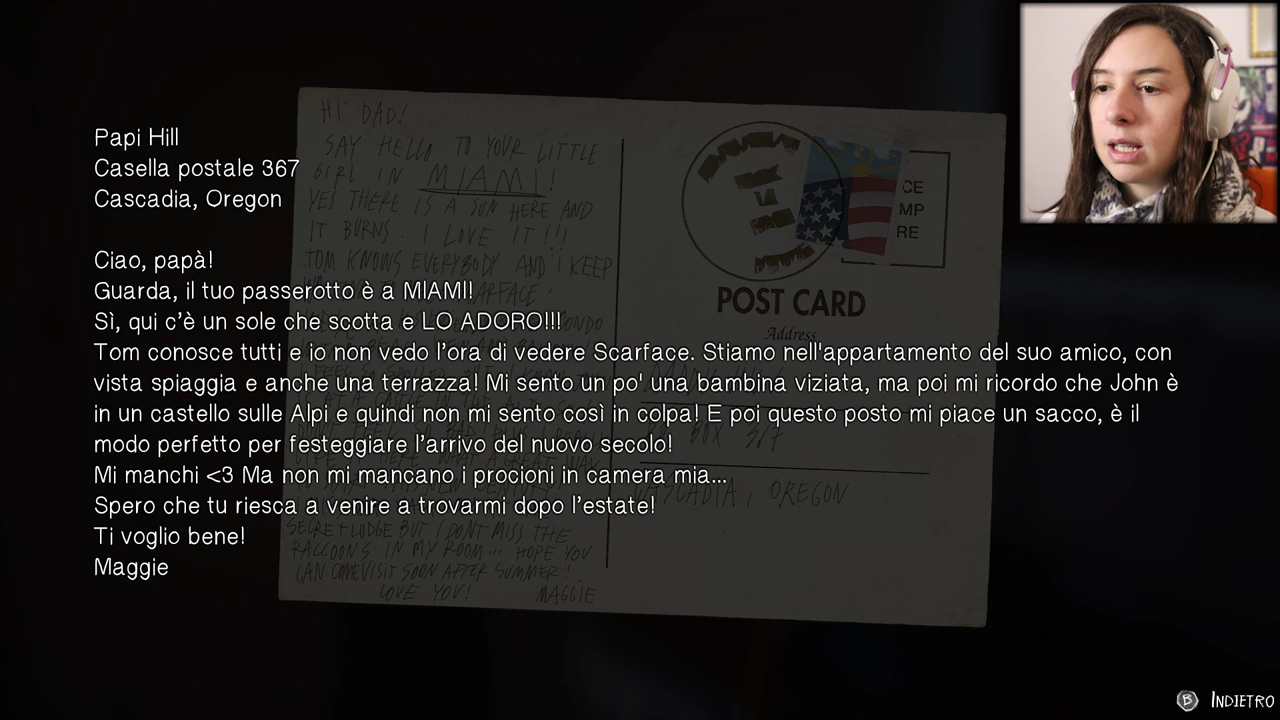 Papi Hill
Casella postale 367
Cascadia, Oregon
Ciao, papà!
Guarda, il tuo passerotto è a MIAMI!
Sì, qui c'è un sole che scotta e LO ADORO!!!
Tom conosce tutti e io non vedo l'ora di vedere Scarface. Stiamo nell'appartamento del suo amico, con
vista spiaggia e anche una terrazza! Mi sento un po' una bambina viziata, ma poi mi ricordo che John è
in un castello sulle Alpi e quindi non mi sento così in colpa! E poi questo posto mi piace un sacco, è il
modo perfetto per festeggiare l'arrivo del nuovo secolo!
Mi manchi <3 Ma non mi mancano i procioni in camera mia...
Spero che tu riesca a venire a trovarmi dopo l'estate!
Ti voglio bene!
Maggie
HI DAD!
SAY HELLO TO YOUR LITTLE
GIRL IN MIAMI!
YES THERE IS A SUN HERE AND
IT BURNS I LOVE IT!!!
TOM KNOWS EVERYBODY AND I KEEP
SECRET LODGE BUT I DONT MISS THE
RACCOONS IN MY ROOM... HOPE YOU
CAN COME VISIT SOON AFTER SUMMER!
LOVE YOU! MAGGIE
CE
MP
RE
POST CARD
Address
BOX 367
CASCADIA, OREGON
B INDIETRO